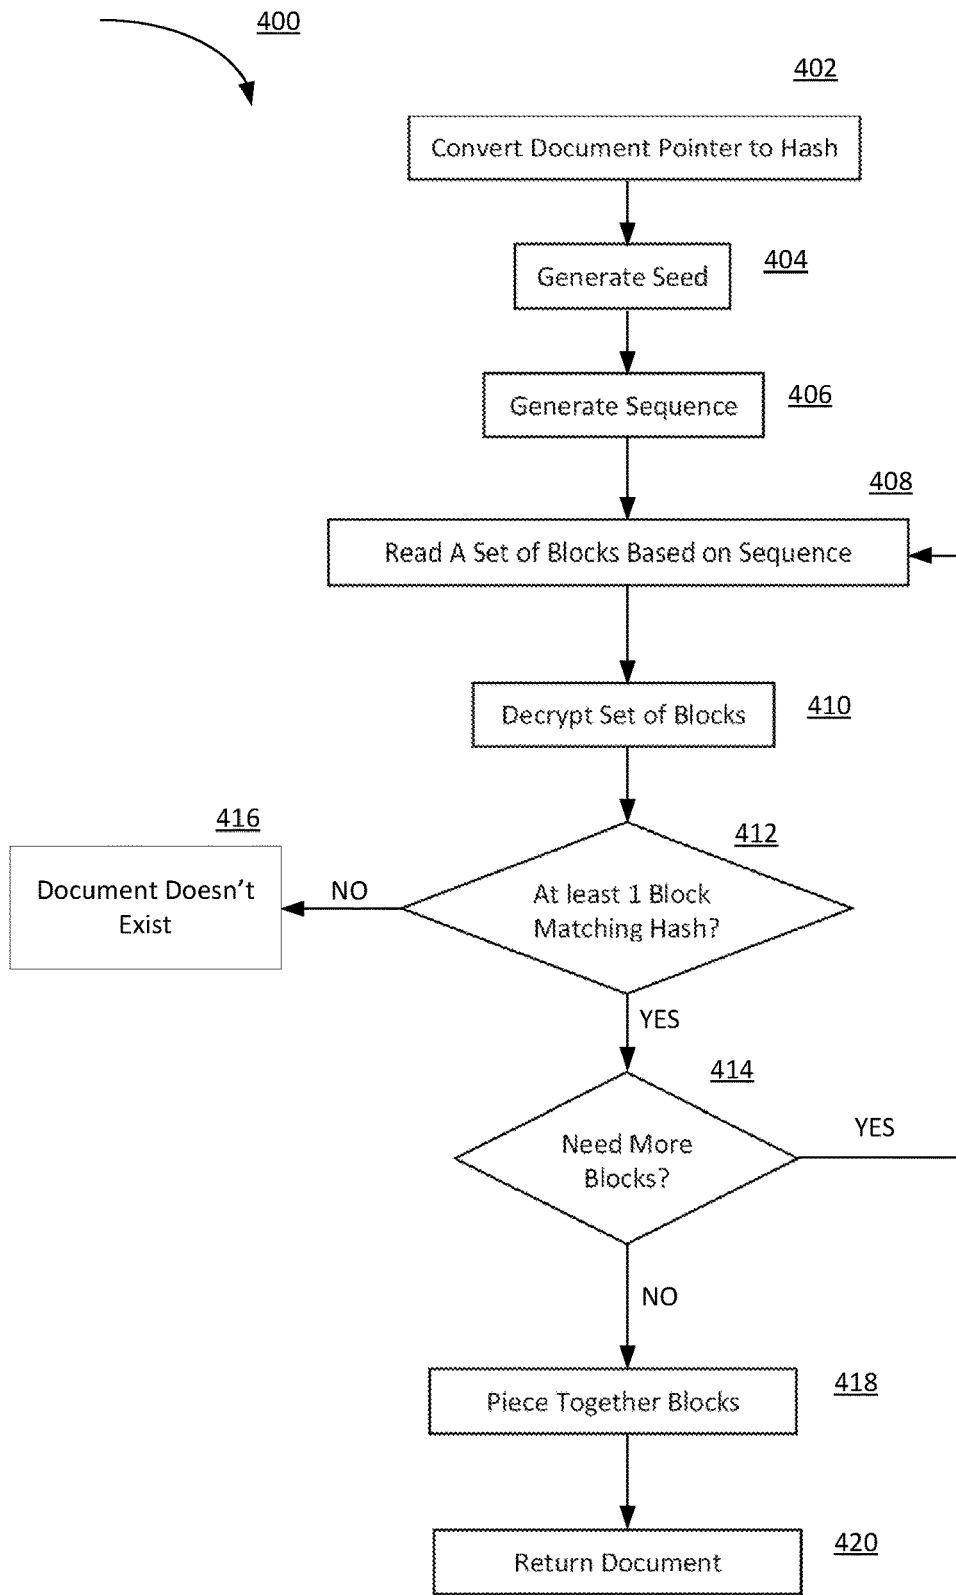 400
402
Convert Document Pointer to Hash
Generate Seed
404
Generate Sequence
406
408
Read A Set of Blocks Based on Sequence
Decrypt Set of Blocks
410
416
412
Document Doesn't
Exist
NO
At least 1 Block
Matching Hash?
YES
414
Need More
Blocks?
YES
NO
Piece Together Blocks
418
Return Document
420